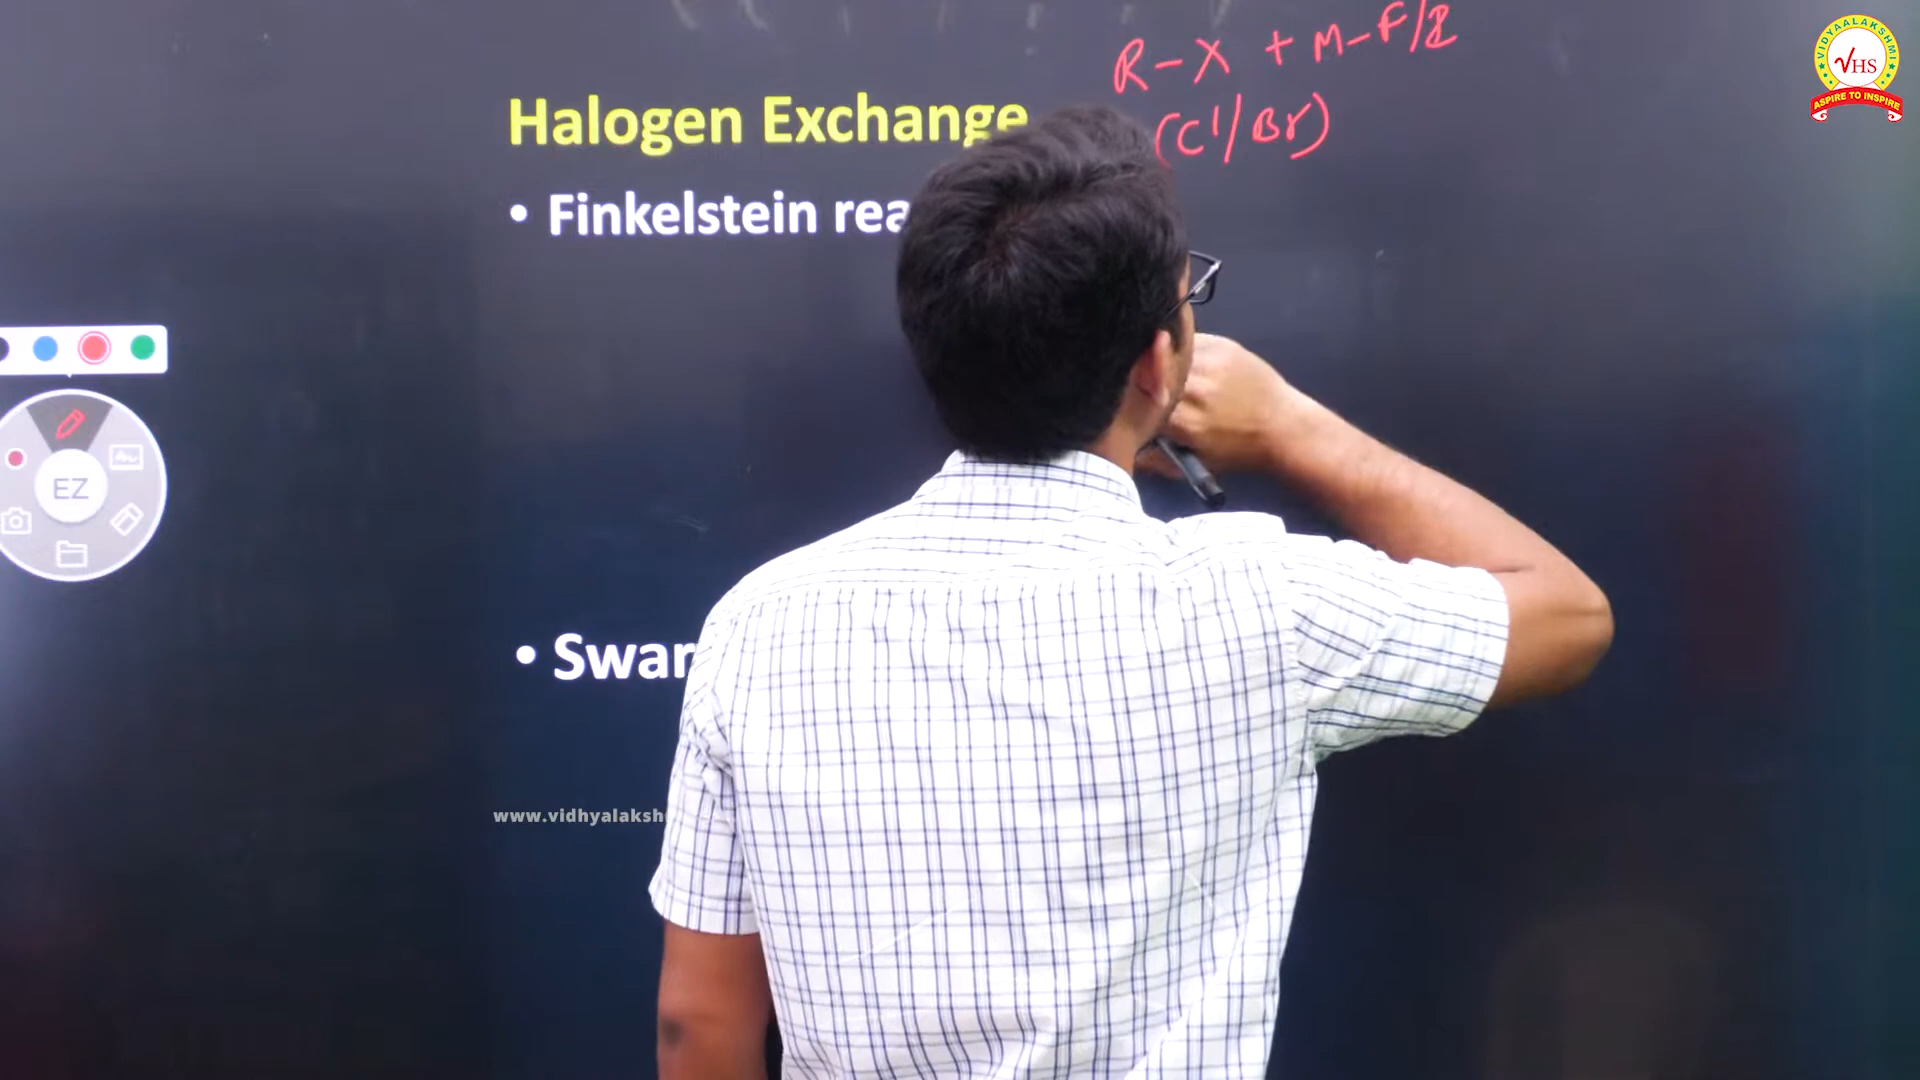 R – X + M – F/I
Halogen Exchange
(Cl/Br)
• Finkelstein rea
EZ
• Swar
www.vidhyalaksh
VIDYAALAKSHMI
VHS
ASPIRE TO INSPIRE